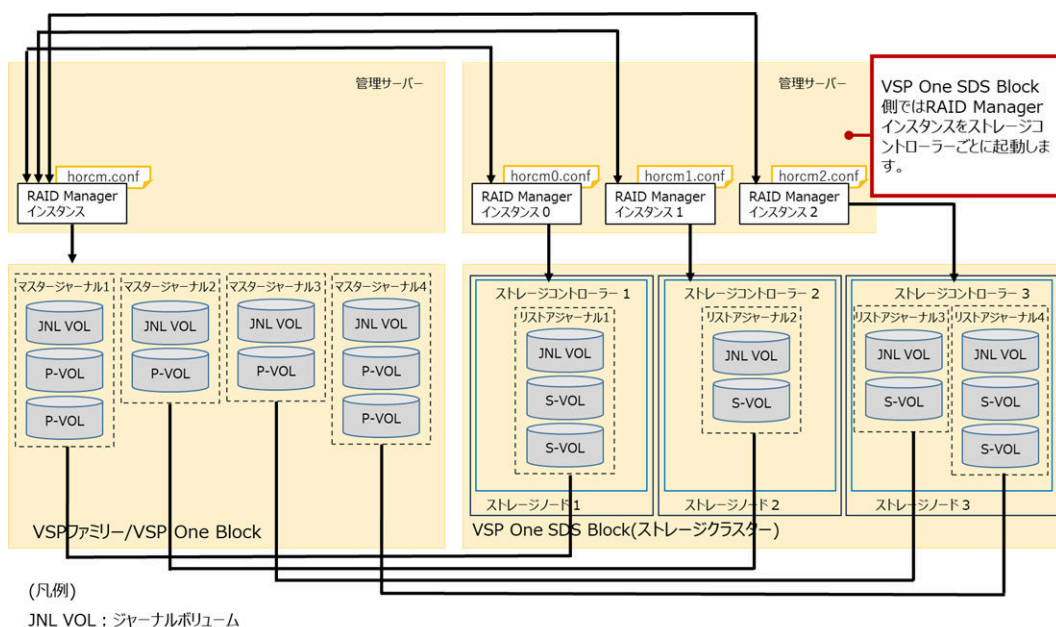 管理サーバー
管理サーバー
VSP One SDS Block
側ではRAID Manager
インスタンスをストレージコ
ントローラーごとに起動しま
す。
horcm.conf
RAID Manager
インスタンス
horcm0.conf
RAID Manager
インスタンス0
horcm1.conf
RAID Manager
インスタンス1
horcm2.conf
RAID Manager
インスタンス2
マスタージャーナル1
JNL VOL
P-VOL
P-VOL
マスタージャーナル2
JNL VOL
P-VOL
マスタージャーナル3
JNL VOL
P-VOL
マスタージャーナル4
JNL VOL
P-VOL
P-VOL
VSPファミリー/VSP One Block
ストレージコントローラー 1
リストアジャーナル1
JNL VOL
S-VOL
S-VOL
ストレージノード1
ストレージコントローラー 2
リストアジャーナル2
JNL VOL
S-VOL
ストレージノード2
ストレージコントローラー 3
リストアジャーナル3
JNL VOL
S-VOL
リストアジャーナル4
JNL VOL
S-VOL
S-VOL
ストレージノード3
VSP One SDS Block(ストレージクラスター)
(凡例)
JNL VOL:ジャーナルボリューム